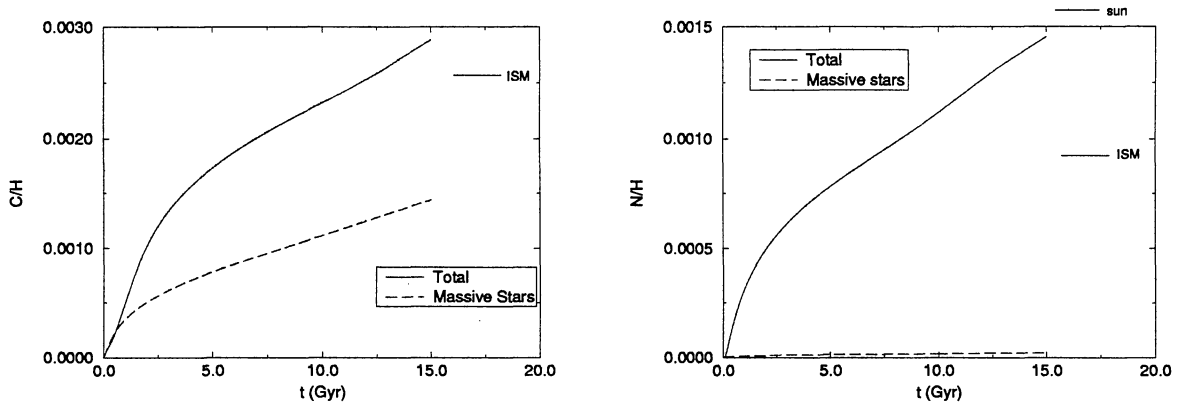 0.0030
0.0020
0.0010
0.0000
C/H
ISM
Total
Massive Stars
0.0
5.0
10.0
15.0
20.0
t (Gyr)
sun
0.0015
0.0010
0.0005
0.0000
N/H
Total
Massive stars
ISM
0.0
5.0
10.0
15.0
20.0
t (Gyr)